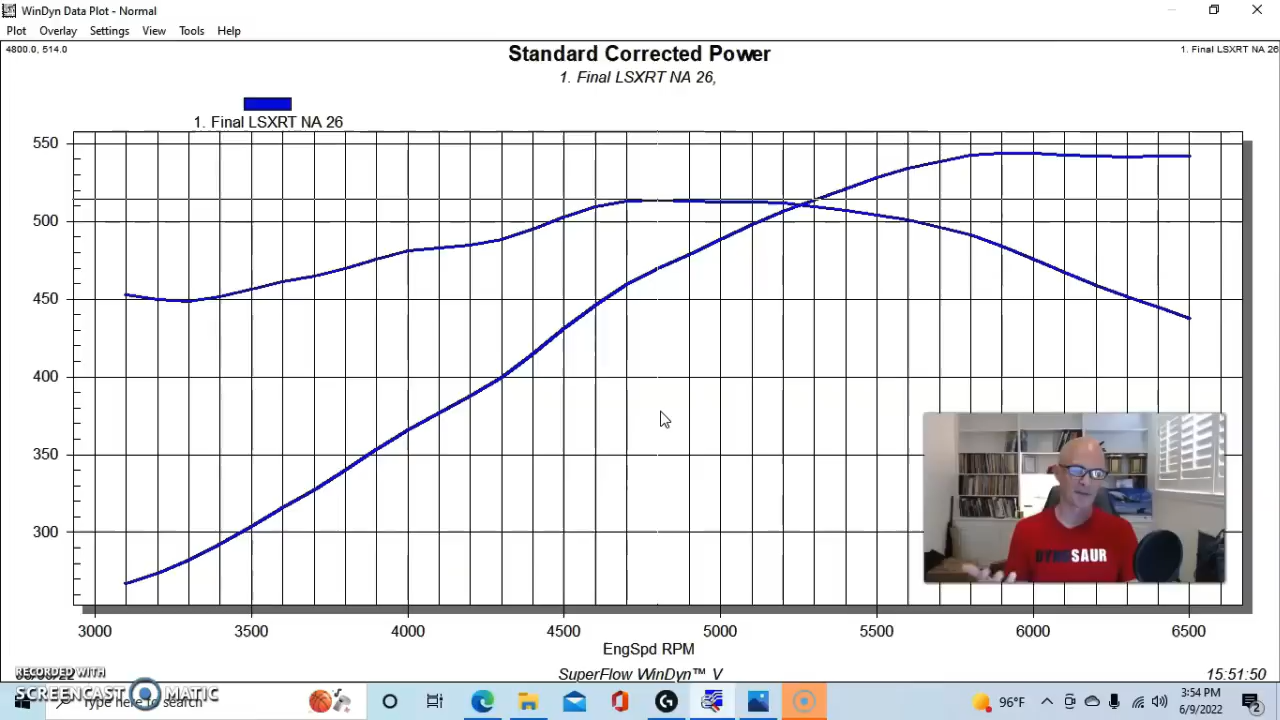 WinDyn Data Plot - Normal
Plot Overlay Settings View Tools Help
4800.0, 514.0
1. Final LSXRT NA 26
Standard Corrected Power
1. Final LSXRT NA 26,
1. Final LSXRT NA 26
550
500
450
400
350
300
3000 3500 4000 4500 5000 5500 6000 6500
EngSpd RPM
SuperFlow WinDyn™ V
15:51:50
DYNOSAUR
RECORDED WITH
SCREENCAST MATIC
Type here to search
96°F
3:54 PM
6/9/2022
2